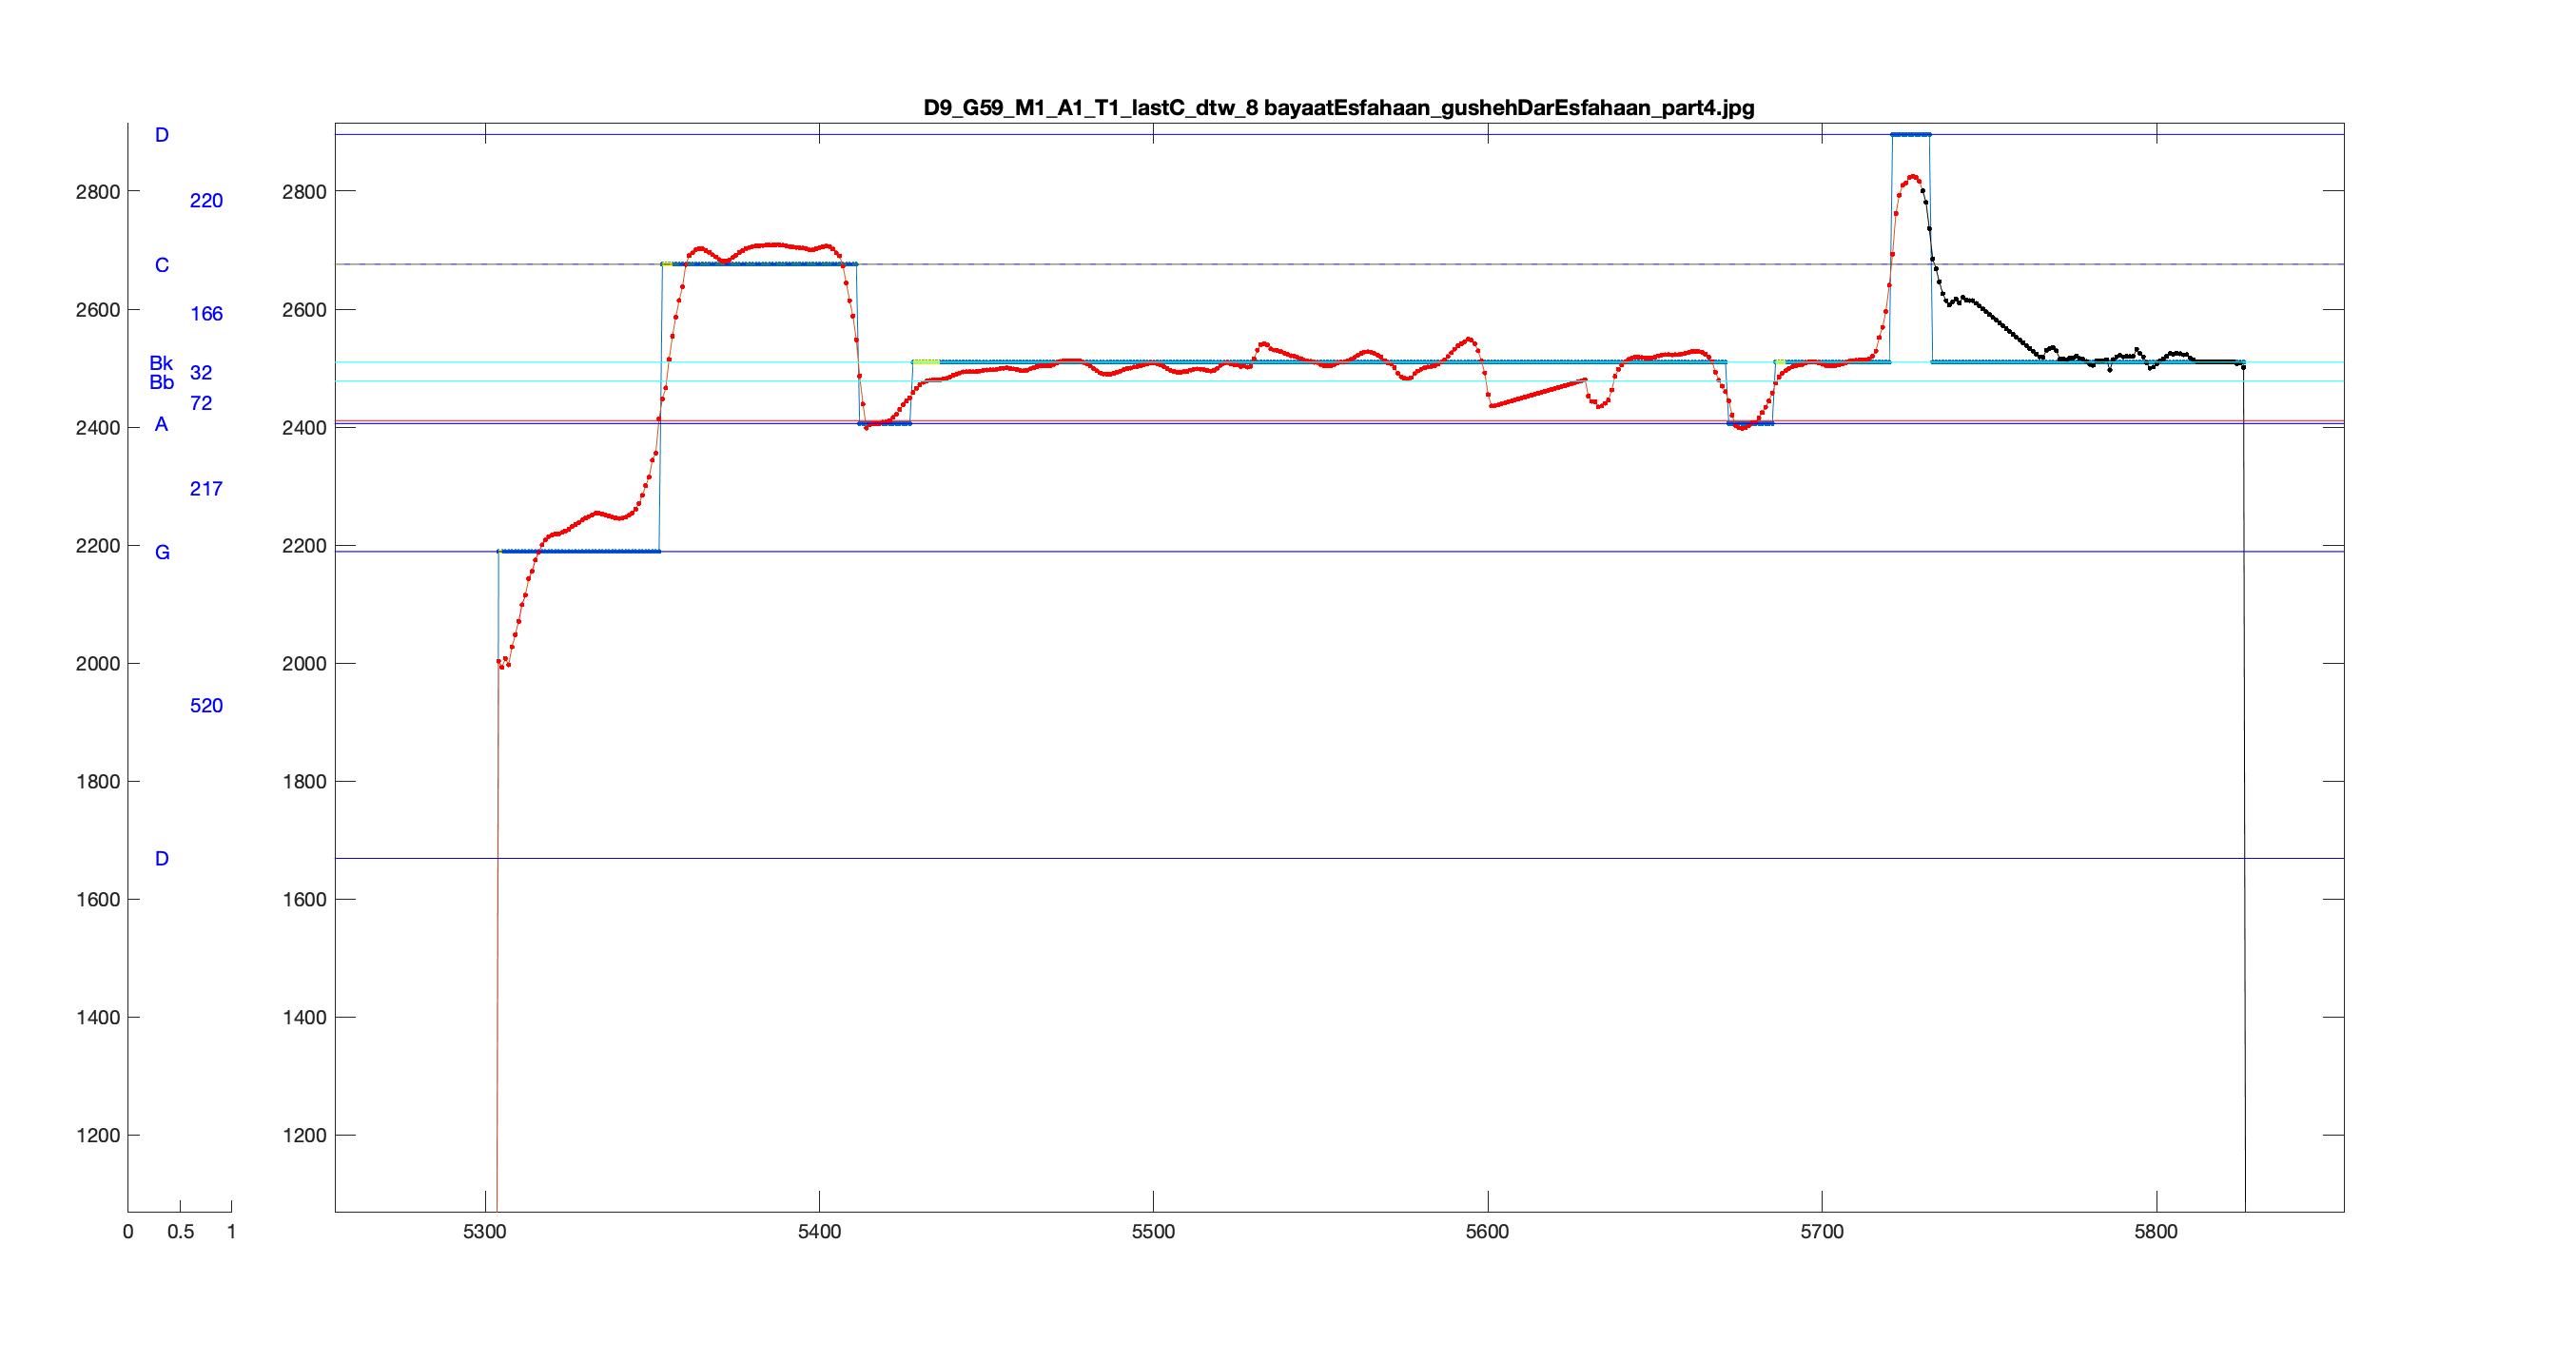 D9_G59_M1_A1_T1_lastC_dtw_8 bayaatEsfahaan_gushehDarEsfahaan_part4.jpg
D
2800 220 2800
C
2600 166 2600
Bk
32
Bb
72
2400 A 2400
217
2200 G 2200
2000 2000
520
1800 1800
D
1600 1600
1400 1400
1200 1200
0 0.5 1 5300 5400 5500 5600 5700 5800